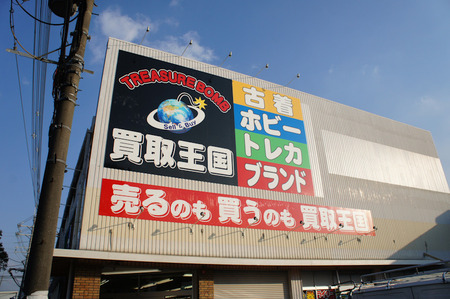 TREASURE BOMB
Sell & Buy
買取王国
古着
ホビー
トレカ
ブランド
売るのも買うのも買取王国